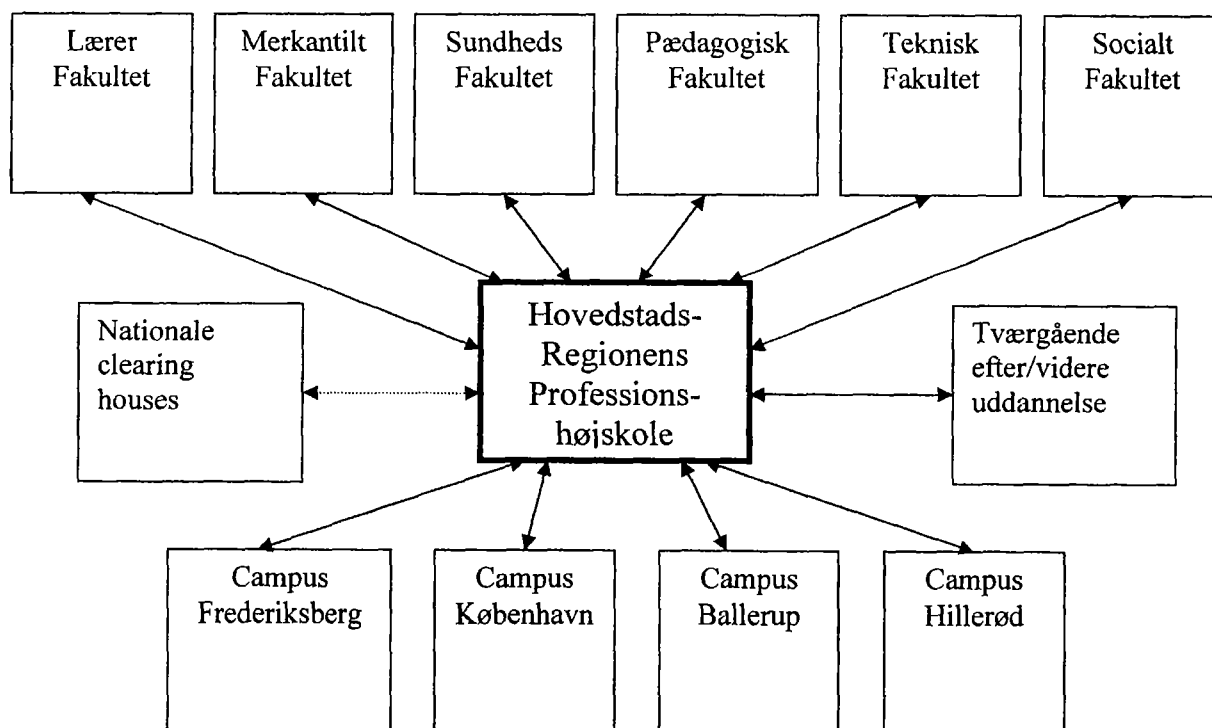 Lærer
Fakultet
Merkantilt
Fakultet
Sundheds
Fakultet
Pædagogisk
Fakultet
Teknisk
Fakultet
Socialt
Fakultet
Nationale
clearing
houses
Hovedstads-
Regionens
Professions-
højskole
Tværgående
efter/videre
uddannelse
Campus
Frederiksberg
Campus
København
Campus
Ballerup
Campus
Hillerød